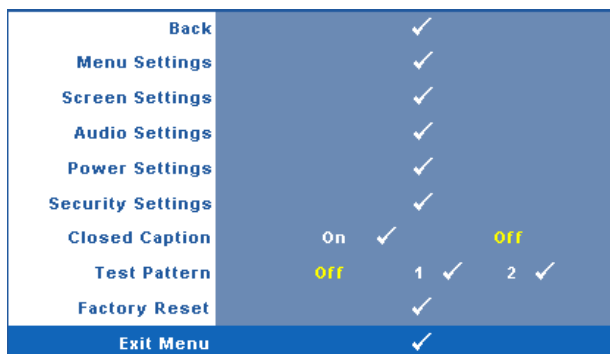 Back ✓
Menu Settings ✓
Screen Settings ✓
Audio Settings ✓
Power Settings ✓
Security Settings ✓
Closed Caption On ✓ Off
Test Pattern Off 1 ✓ 2 ✓
Factory Reset ✓
Exit Menu ✓